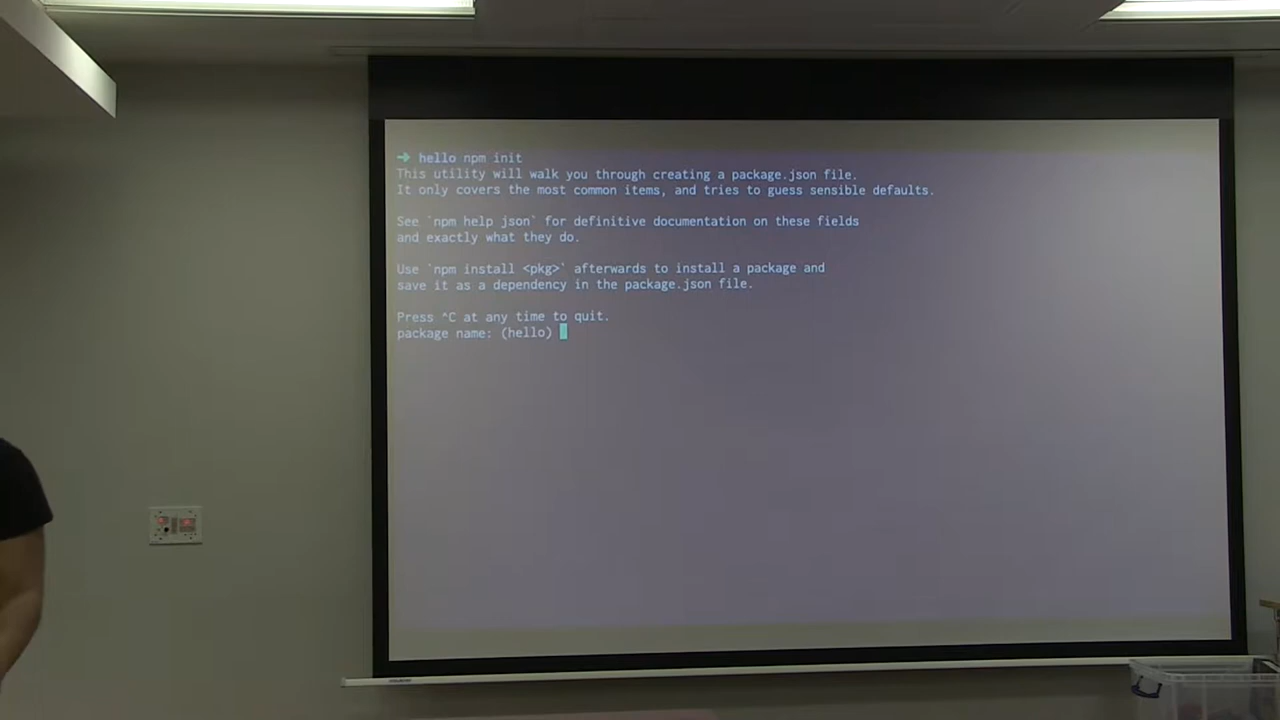 ➜ hello npm init
This utility will walk you through creating a package.json file.
It only covers the most common items, and tries to guess sensible defaults.
See `npm help json` for definitive documentation on these fields
and exactly what they do.
Use `npm install <pkg>` afterwards to install a package and
save it as a dependency in the package.json file.
Press ^C at any time to quit.
package name: (hello)